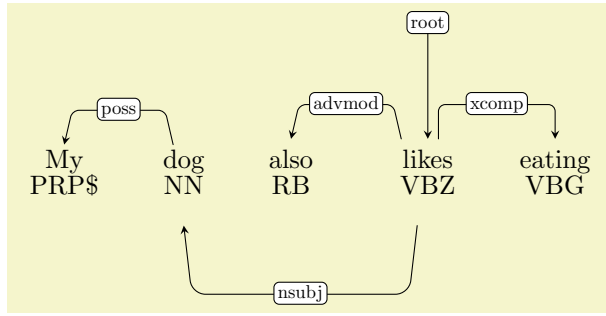 root
poss advmod xcomp
My dog also likes eating
PRP$ NN RB VBZ VBG
nsubj